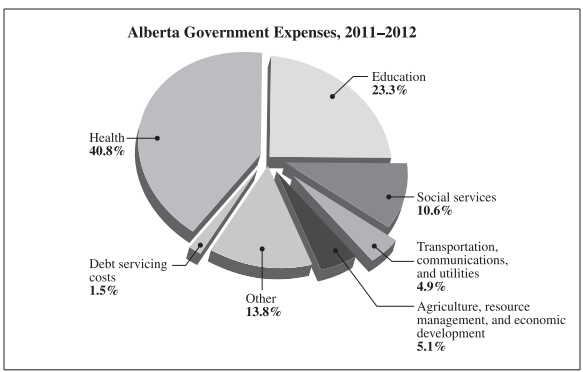 Alberta Government Expenses, 2011–2012
Education
23.3%
Health
40.8%
Social services
10.6%
Transportation,
communications,
and utilities
4.9%
Debt servicing
costs
1.5%
Other
13.8%
Agriculture, resource
management, and economic
development
5.1%